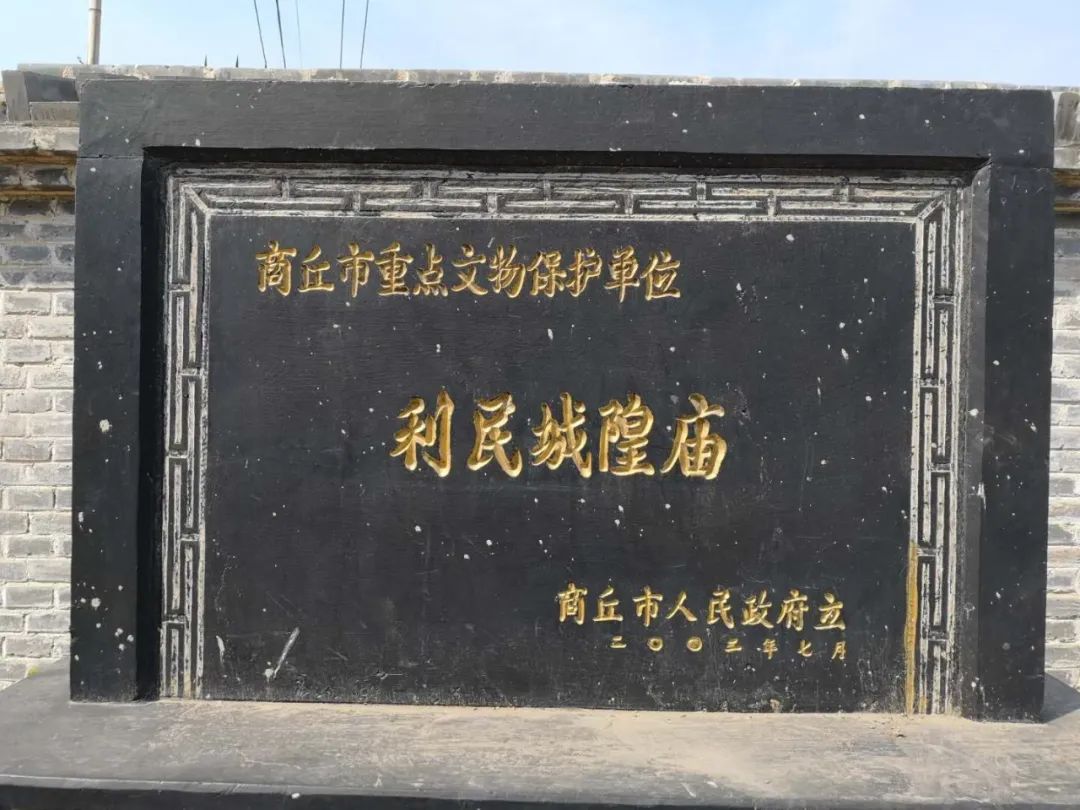 商丘市重点文物保护单位
利民城隍庙
商丘市人民政府立
二〇〇三年七月